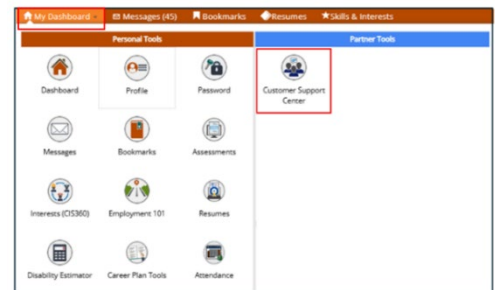 My Dashboard
Messages (45)
Bookmarks
Resumes
Skills & Interests
Personal Tools
Partner Tools
Dashboard
Profile
Password
Customer Support
Center
Messages
Bookmarks
Assessments
Interests (CIS360)
Employment 101
Resumes
Disability Estimator
Career Plan Tools
Attendance